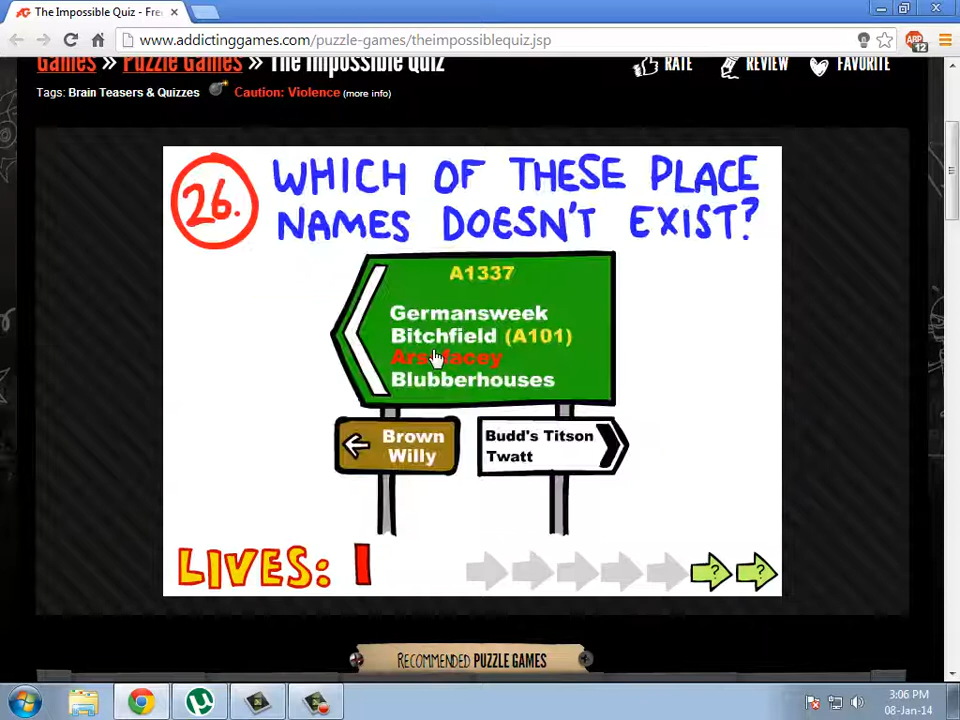 The Impossible Quiz - Fre
www.addictinggames.com/puzzle-games/theimpossiblequiz.jsp
ABP
12
Games » Puzzle Games » The Impossible Quiz
RATE
REVIEW
FAVORITE
Tags: Brain Teasers & Quizzes
Caution: Violence (more info)
26.
WHICH OF THESE PLACE
NAMES DOESN'T EXIST?
A1337
Germansweek
Bitchfield (A101)
Blubberhouses
Brown
Willy
Budd's Titson
Twatt
LIVES: 1
? ?
RECOMMENDED PUZZLE GAMES
3:06 PM
08-Jan-14